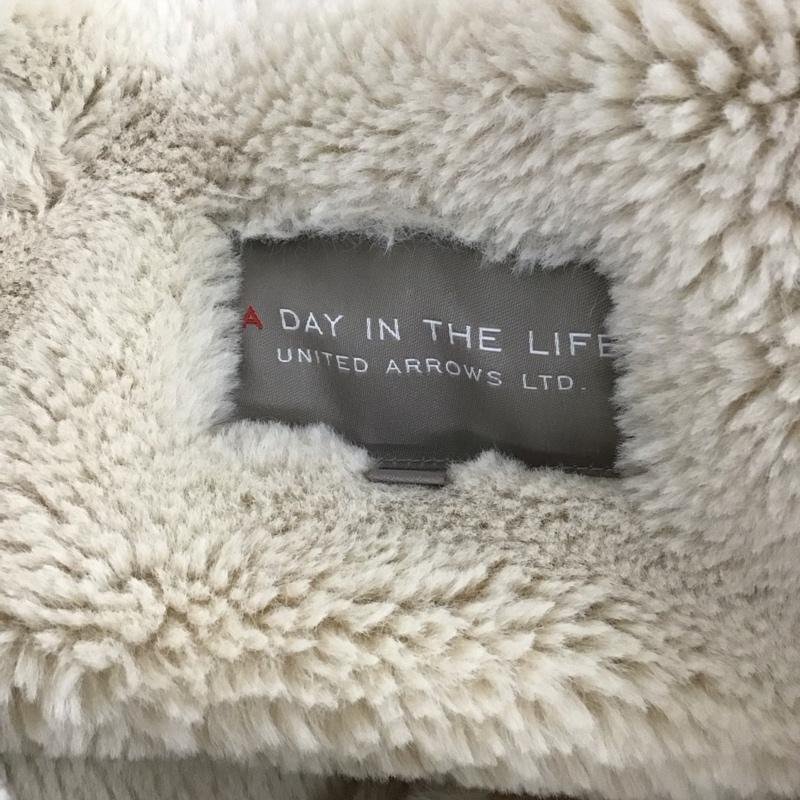 A DAY IN THE LIFE
UNITED ARROWS LTD.